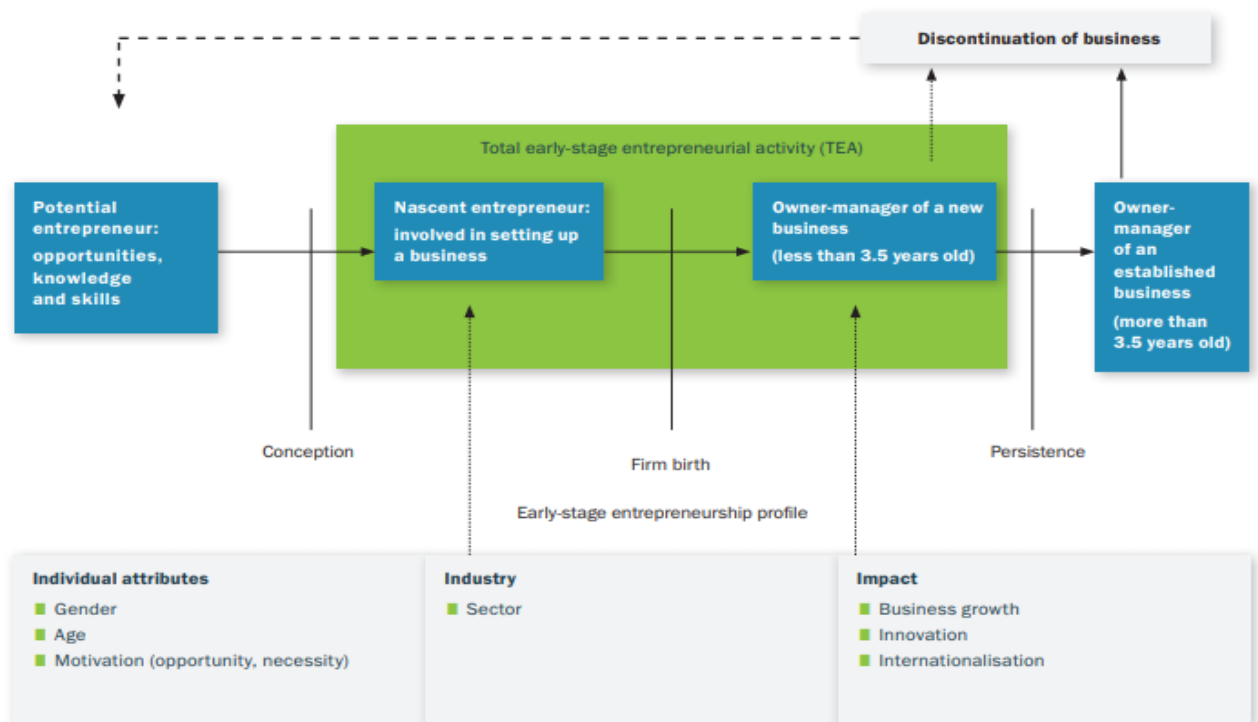 Discontinuation of business
Total early-stage entrepreneurial activity (TEA)
Potential
entrepreneur:
opportunities,
knowledge
and skills
Nascent entrepreneur:
involved in setting up
a business
Owner-manager of a new
business
(less than 3.5 years old)
Owner-
manager
of an
established
business
(more than
3.5 years old)
Conception
Firm birth
Persistence
Early-stage entrepreneurship profile
Individual attributes
Gender
Age
Motivation (opportunity, necessity)
Industry
Sector
Impact
Business growth
Innovation
Internationalisation